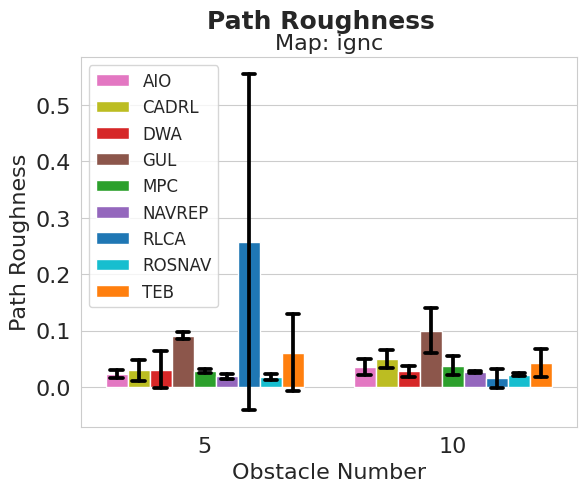 Path Roughness
Map: ignc
Path Roughness
0.5
0.4
0.3
0.2
0.1
0.0
AIO
CADRL
DWA
GUL
MPC
NAVREP
RLCA
ROSNAV
TEB
5
10
Obstacle Number